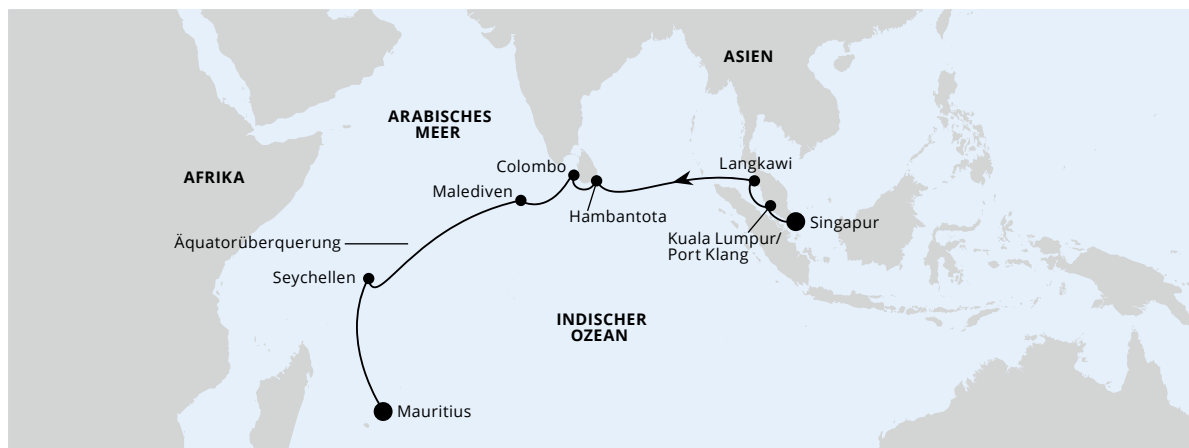 ASIEN
ARABISCHES
MEER
AFRIKA
Colombo
Langkawi
Malediven
Hambantota
Singapur
Kuala Lumpur/
Port Klang
Äquatorüberquerung
Seychellen
INDISCHER
OZEAN
Mauritius